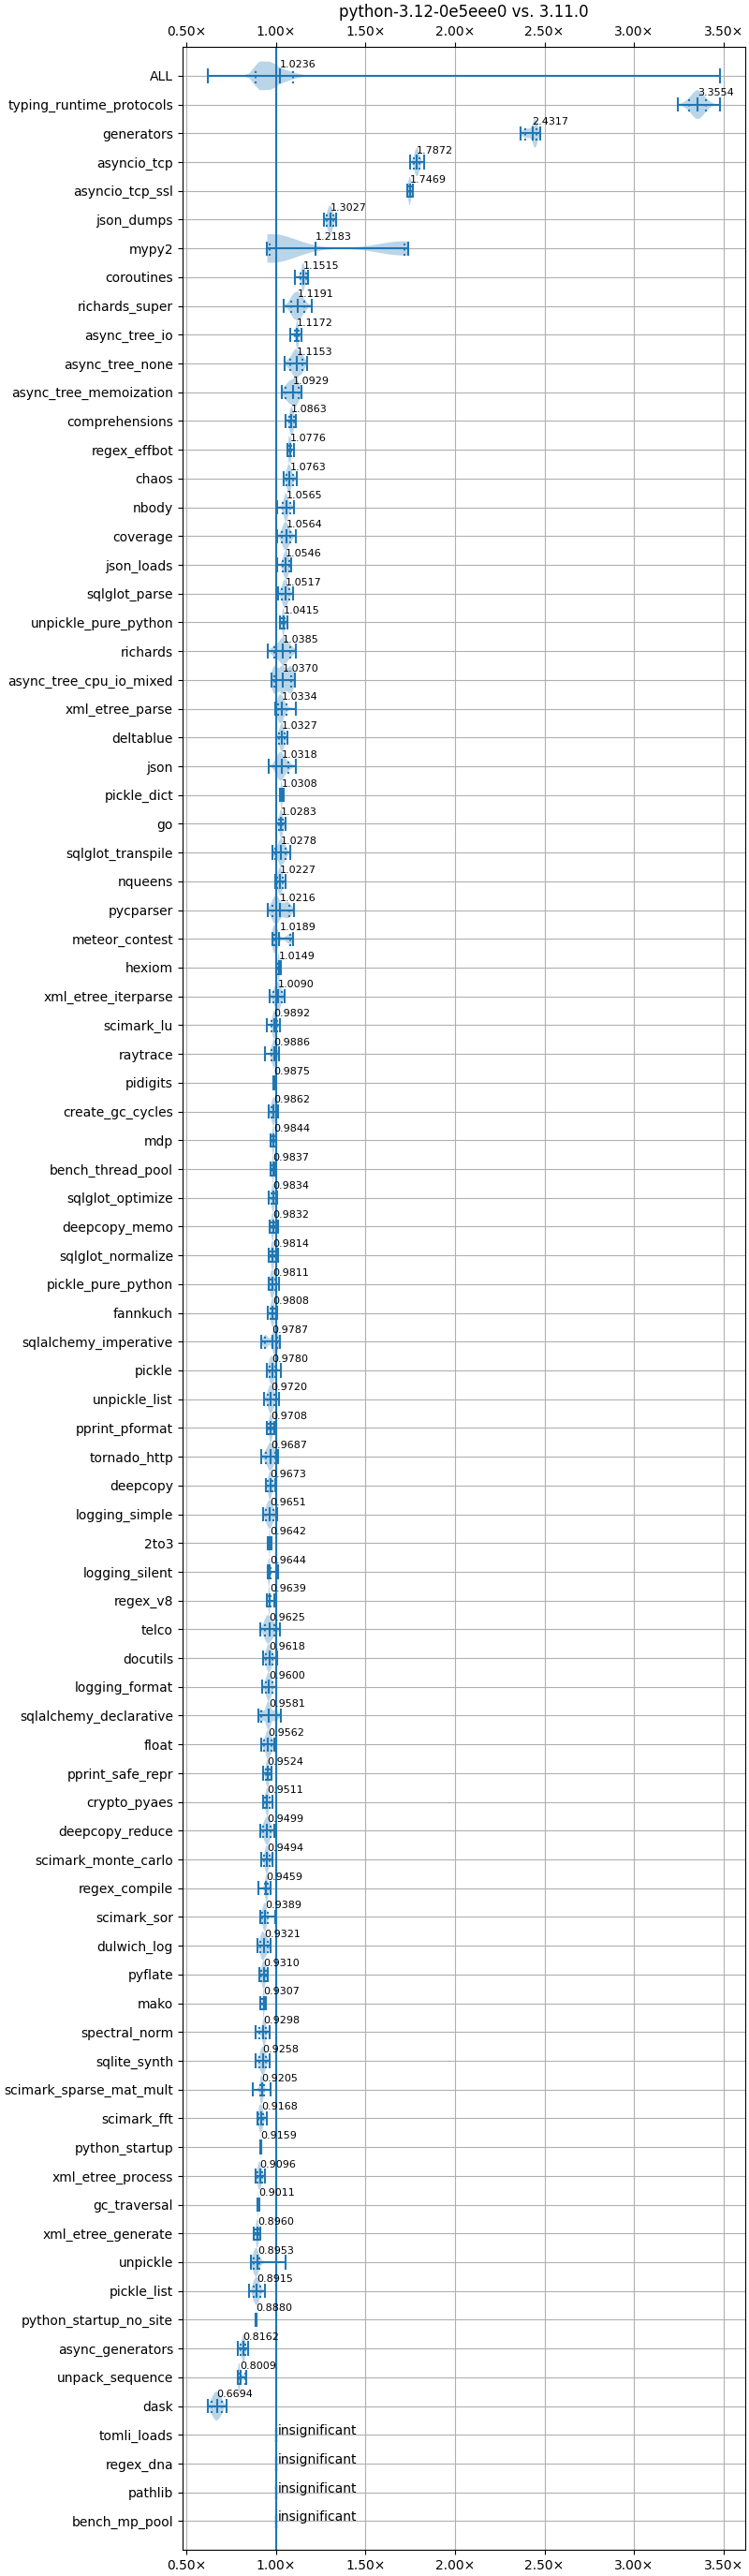 python-3.12-0e5eee0 vs. 3.11.0
0.50× 1.00× 1.50× 2.00× 2.50× 3.00× 3.50×
ALL 1.0236
typing_runtime_protocols 3.3554
generators 2.4317
asyncio_tcp 1.7872
asyncio_tcp_ssl 1.7469
json_dumps 1.3027
mypy2 1.2183
coroutines 1.1515
richards_super 1.1191
async_tree_io 1.1172
async_tree_none 1.1153
async_tree_memoization 1.0929
comprehensions 1.0863
regex_effbot 1.0776
chaos 1.0763
nbody 1.0565
coverage 1.0564
json_loads 1.0546
sqlglot_parse 1.0517
unpickle_pure_python 1.0415
richards 1.0385
async_tree_cpu_io_mixed 1.0370
xml_etree_parse 1.0334
deltablue 1.0327
json 1.0318
pickle_dict 1.0308
go 1.0283
sqlglot_transpile 1.0278
nqueens 1.0227
pycparser 1.0216
meteor_contest 1.0189
hexiom 1.0149
xml_etree_iterparse 1.0090
scimark_lu 0.9892
raytrace 0.9886
pidigits 0.9875
create_gc_cycles 0.9862
mdp 0.9844
bench_thread_pool 0.9837
sqlglot_optimize 0.9834
deepcopy_memo 0.9832
sqlglot_normalize 0.9814
pickle_pure_python 0.9811
fannkuch 0.9808
sqlalchemy_imperative 0.9787
pickle 0.9780
unpickle_list 0.9720
pprint_pformat 0.9708
tornado_http 0.9687
deepcopy 0.9673
logging_simple 0.9651
2to3 0.9642
logging_silent 0.9644
regex_v8 0.9639
telco 0.9625
docutils 0.9618
logging_format 0.9600
sqlalchemy_declarative 0.9581
float 0.9562
pprint_safe_repr 0.9524
crypto_pyaes 0.9511
deepcopy_reduce 0.9499
scimark_monte_carlo 0.9494
regex_compile 0.9459
scimark_sor 0.9389
dulwich_log 0.9321
pyflate 0.9310
mako 0.9307
spectral_norm 0.9298
sqlite_synth 0.9258
scimark_sparse_mat_mult 0.9205
scimark_fft 0.9168
python_startup 0.9159
xml_etree_process 0.9096
gc_traversal 0.9011
xml_etree_generate 0.8960
unpickle 0.8953
pickle_list 0.8915
python_startup_no_site 0.8880
async_generators 0.8162
unpack_sequence 0.8009
dask 0.6694
tomli_loads insignificant
regex_dna insignificant
pathlib insignificant
bench_mp_pool insignificant
0.50× 1.00× 1.50× 2.00× 2.50× 3.00× 3.50×